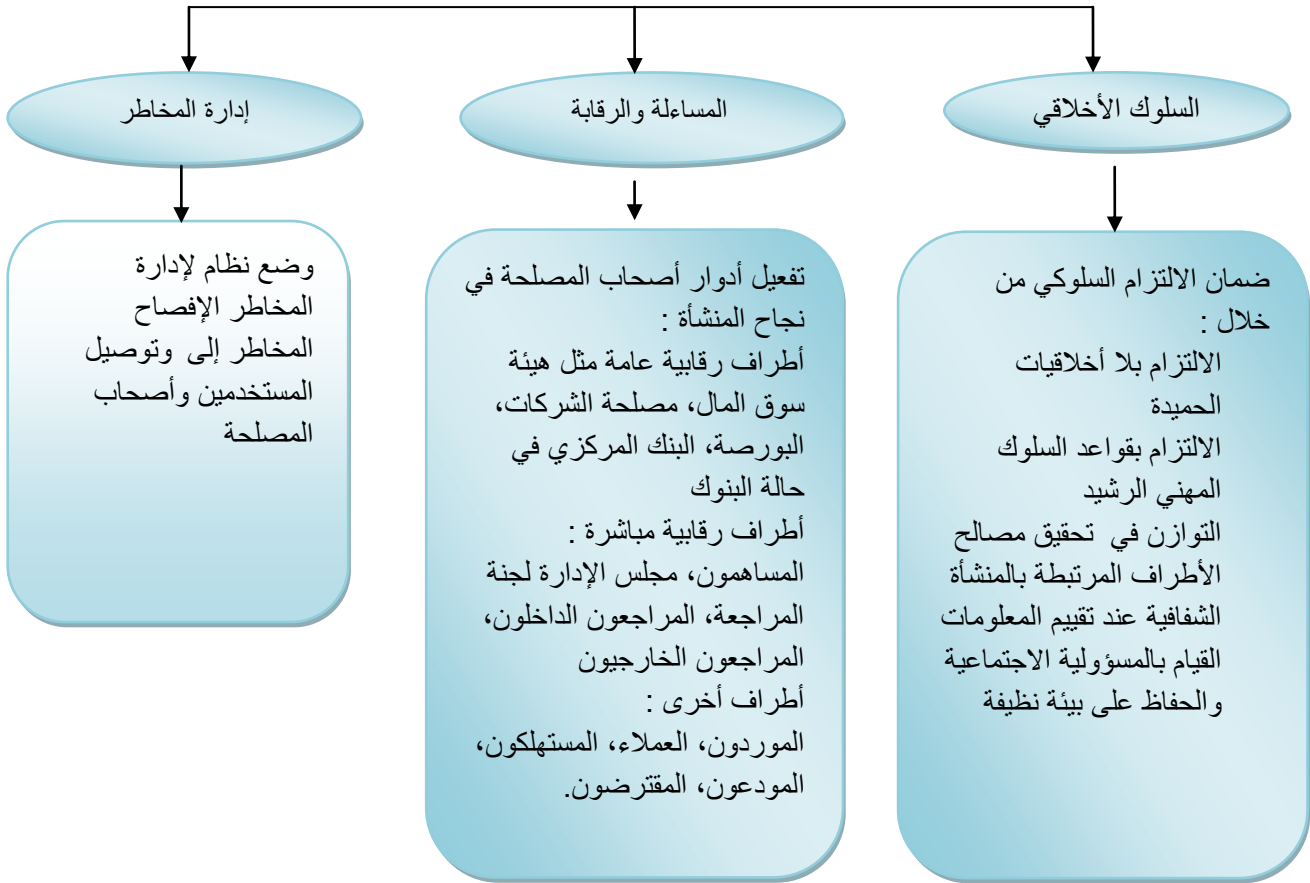 السلوك الأخلاقي
ضمان الالتزام السلوكي من
خلال :
الالتزام بلا أخلاقيات
الحميدة
الالتزام بقواعد السلوك
المهني الرشيد
التوازن في تحقيق مصالح
الأطراف المرتبطة بالمنشأة
الشفافية عند تقييم المعلومات
القيام بالمسؤولية الاجتماعية
والحفاظ على بيئة نظيفة
المساءلة والرقابة
تفعيل أدوار أصحاب المصلحة في
نجاح المنشأة :
أطراف رقابية عامة مثل هيئة
سوق المال، مصلحة الشركات،
البورصة، البنك المركزي في
حالة البنوك
أطراف رقابية مباشرة :
المساهمون، مجلس الإدارة لجنة
المراجعة، المراجعون الداخلون،
المراجعون الخارجيون
أطراف أخرى :
الموردون، العملاء، المستهلكون،
المودعون، المقترضون.
إدارة المخاطر
وضع نظام لإدارة
المخاطر الإفصاح
المخاطر إلى وتوصيل
المستخدمين وأصحاب
المصلحة